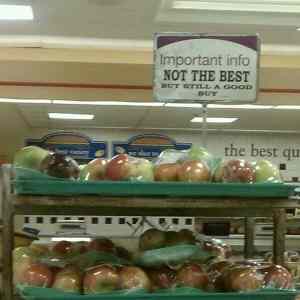 Important info
NOT THE BEST
BUT STILL A GOOD
BUY
the best qu